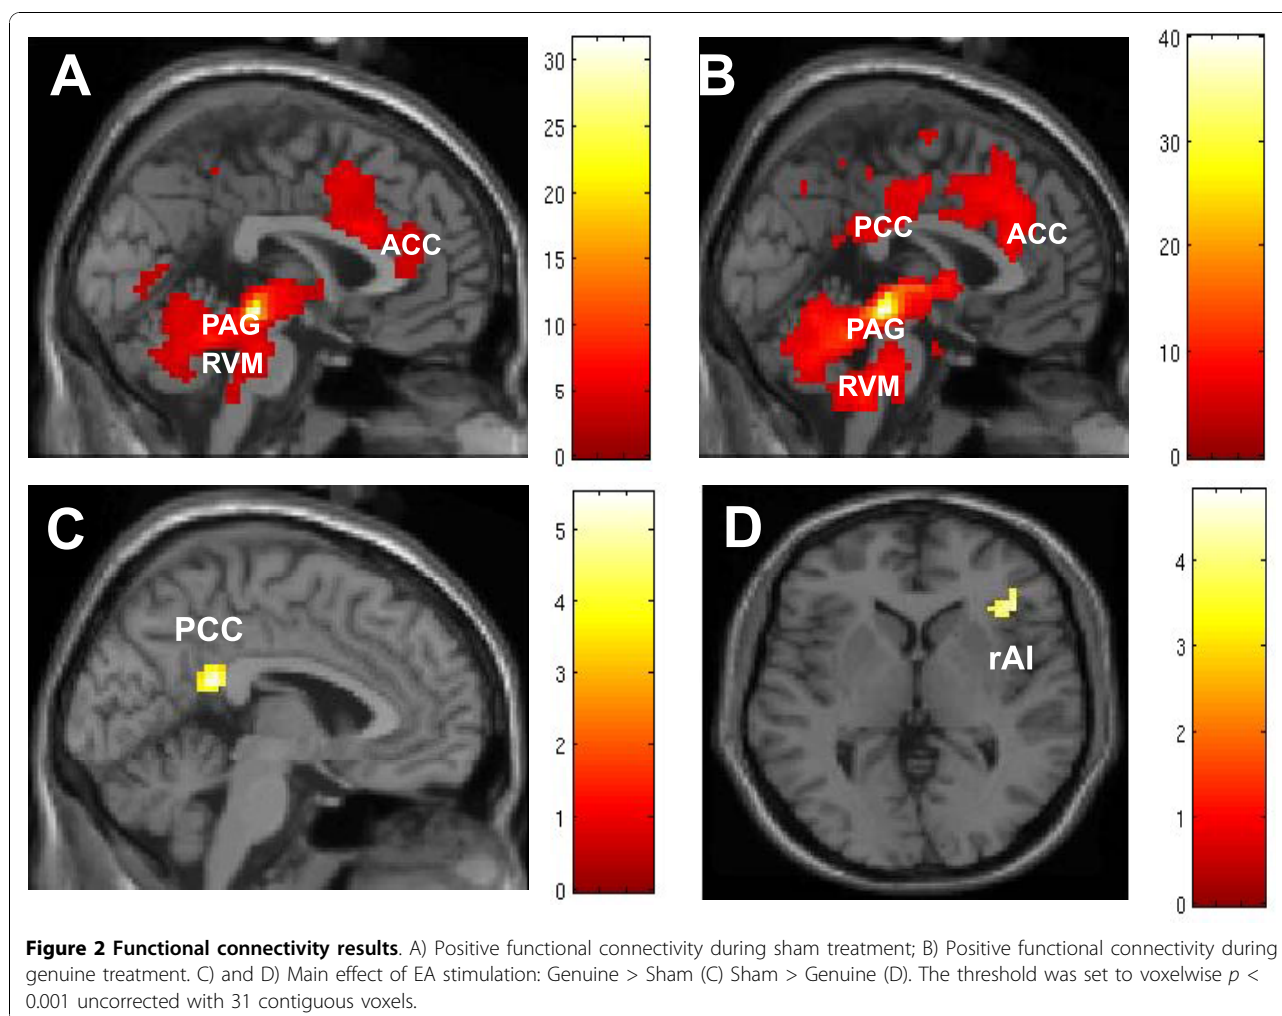 A
ACC
PAG
RVM
30
25
20
15
10
5
0
B
PCC
ACC
PAG
RVM
40
30
20
10
0
C
PCC
5
4
3
2
1
0
D
rAI
4
3
2
1
0
Figure 2 Functional connectivity results. A) Positive functional connectivity during sham treatment; B) Positive functional connectivity during
genuine treatment. C) and D) Main effect of EA stimulation: Genuine > Sham (C) Sham > Genuine (D). The threshold was set to voxelwise p <
0.001 uncorrected with 31 contiguous voxels.